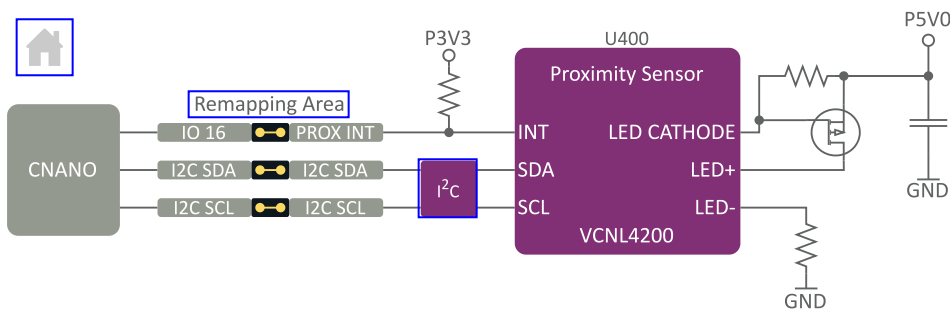 P5V0
P3V3
U400
Proximity Sensor
Remapping Area
CNANO
IO 16
PROX INT
INT
LED CATHODE
I2C SDA
I2C SDA
I²C
SDA
LED+
GND
I2C SCL
I2C SCL
SCL
LED-
VCNL4200
GND